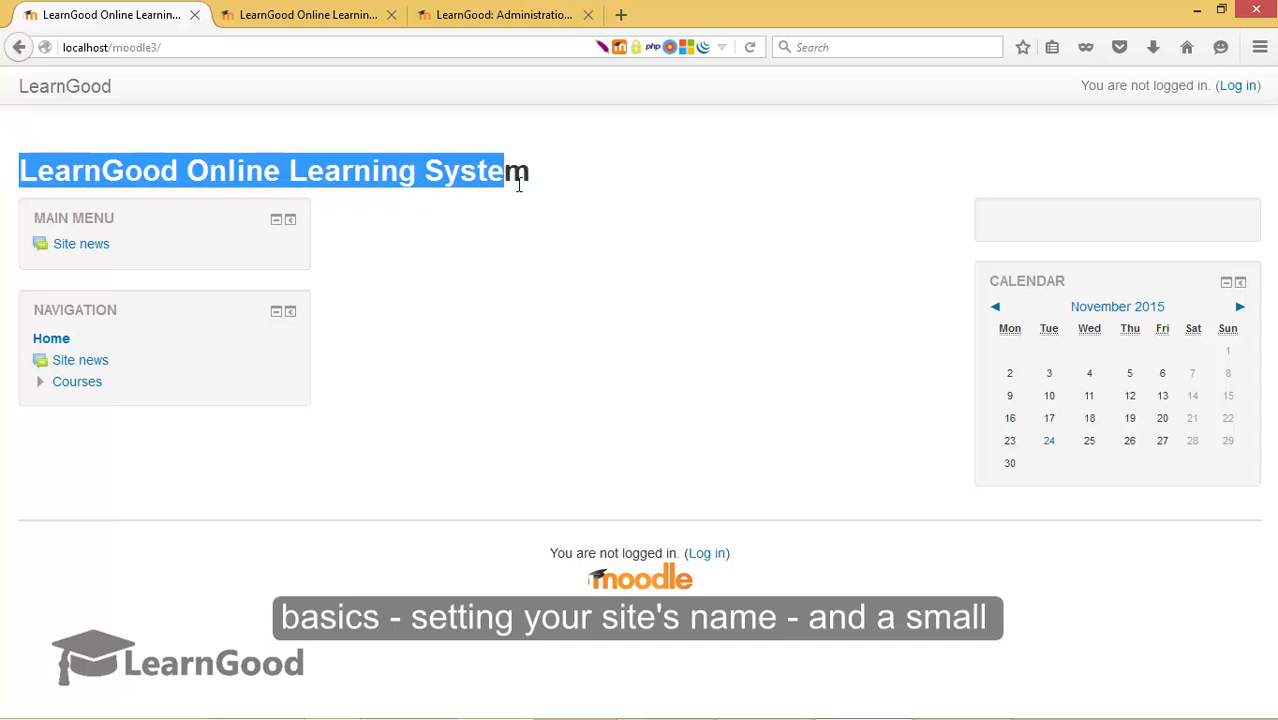 LearnGood Online Learnin... LearnGood Online Learnin... LearnGood: Administratio...
localhost/moodle3/ php Search
LearnGood You are not logged in. (Log in)
LearnGood Online Learning System
MAIN MENU
Site news
NAVIGATION
Home
Site news
Courses
CALENDAR
November 2015
Mon Tue Wed Thu Fri Sat Sun
1
2 3 4 5 6 7 8
9 10 11 12 13 14 15
16 17 18 19 20 21 22
23 24 25 26 27 28 29
30
You are not logged in. (Log in)
moodle
basics - setting your site's name - and a small
LearnGood